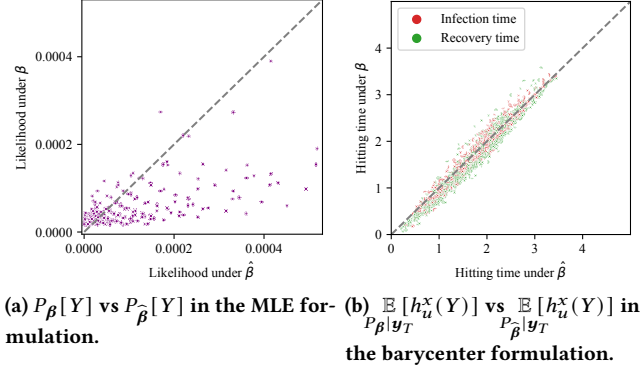 Likelihood under β
0.0004
0.0002
0.0000
0.0000
0.0002
0.0004
Likelihood under β̂
(a) P_β[Y] vs P_β̂[Y] in the MLE for-
mulation.
Infection time
Recovery time
Hitting time under β
5
4
3
2
1
0
0
1
2
3
4
Hitting time under β̂
(b) 𝔼_{P_β|y_T}[h_u^x(Y)] vs 𝔼_{P_β̂|y_T}[h_u^x(Y)] in
the barycenter formulation.